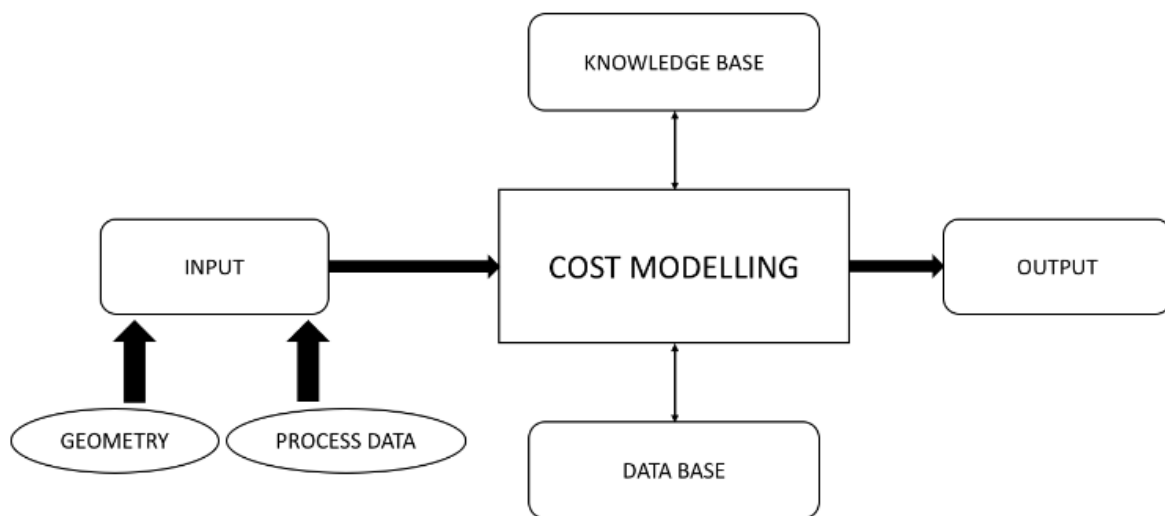 KNOWLEDGE BASE
INPUT
COST MODELLING
OUTPUT
GEOMETRY
PROCESS DATA
DATA BASE